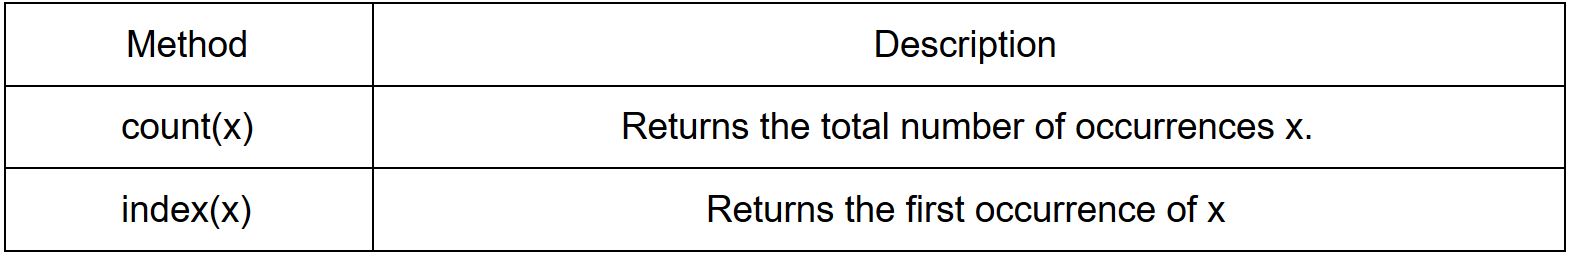 Method Description
count(x) Returns the total number of occurrences x.
index(x) Returns the first occurrence of x